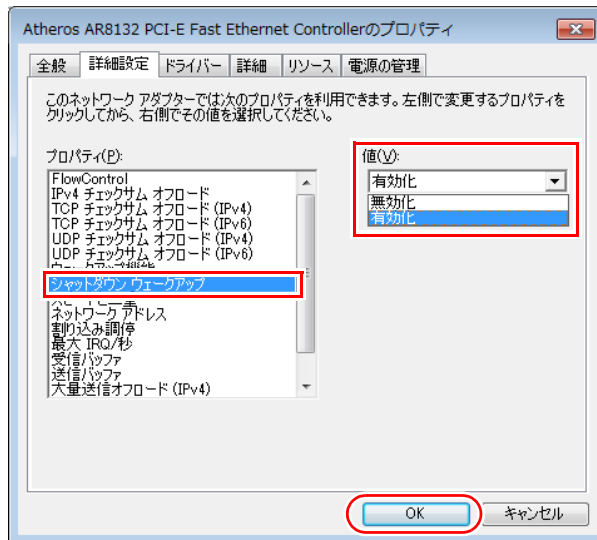 Atheros AR8132 PCI-E Fast Ethernet Controllerのプロパティ
全般 詳細設定 ドライバー 詳細 リソース 電源の管理
このネットワーク アダプターでは次のプロパティを利用できます。左側で変更するプロパティを
クリックしてから、右側でその値を選択してください。
プロパティ(P):
値(V):
FlowControl
IPv4 チェックサム オフロード
TCP チェックサム オフロード (IPv4)
TCP チェックサム オフロード (IPv6)
UDP チェックサム オフロード (IPv4)
UDP チェックサム オフロード (IPv6)
シャットダウン ウェークアップ
ネットワーク アドレス
割り込み調停
最大 IRQ/秒
受信バッファ
送信バッファ
大量送信オフロード (IPv4)
有効化
無効化
有効化
OK キャンセル